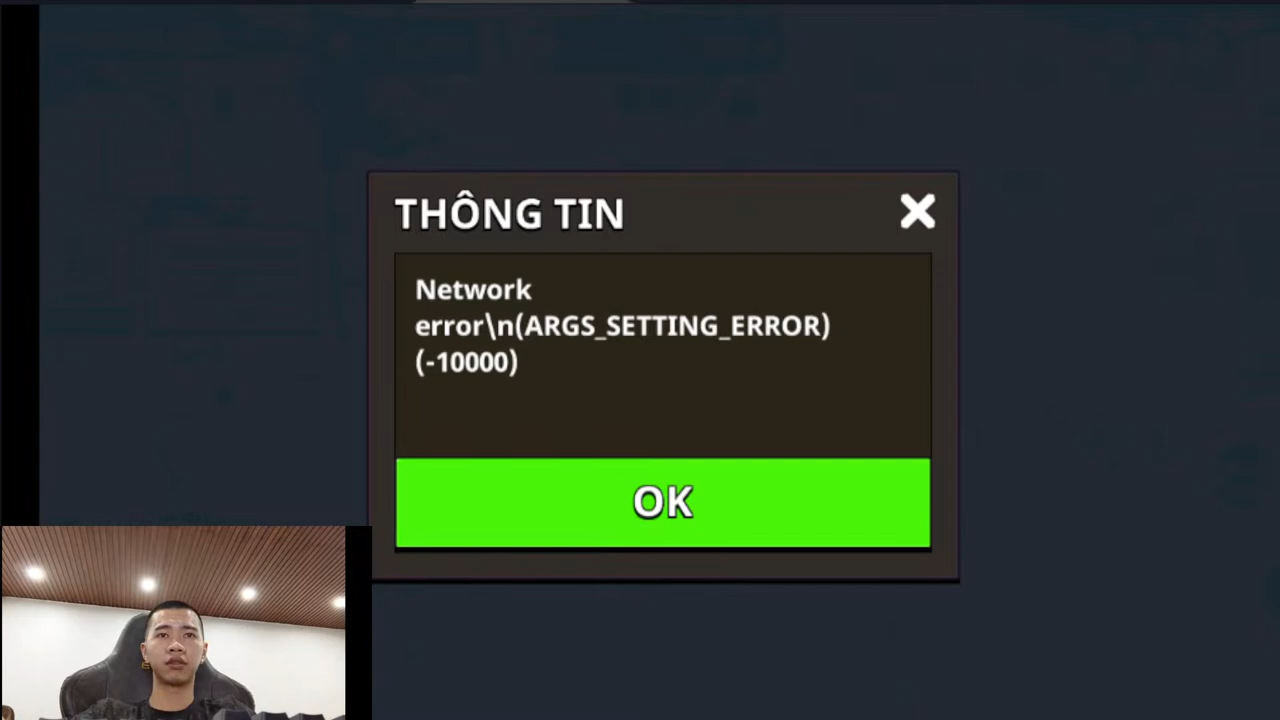 THÔNG TIN
Network
error\n(ARGS_SETTING_ERROR)
(-10000)
OK